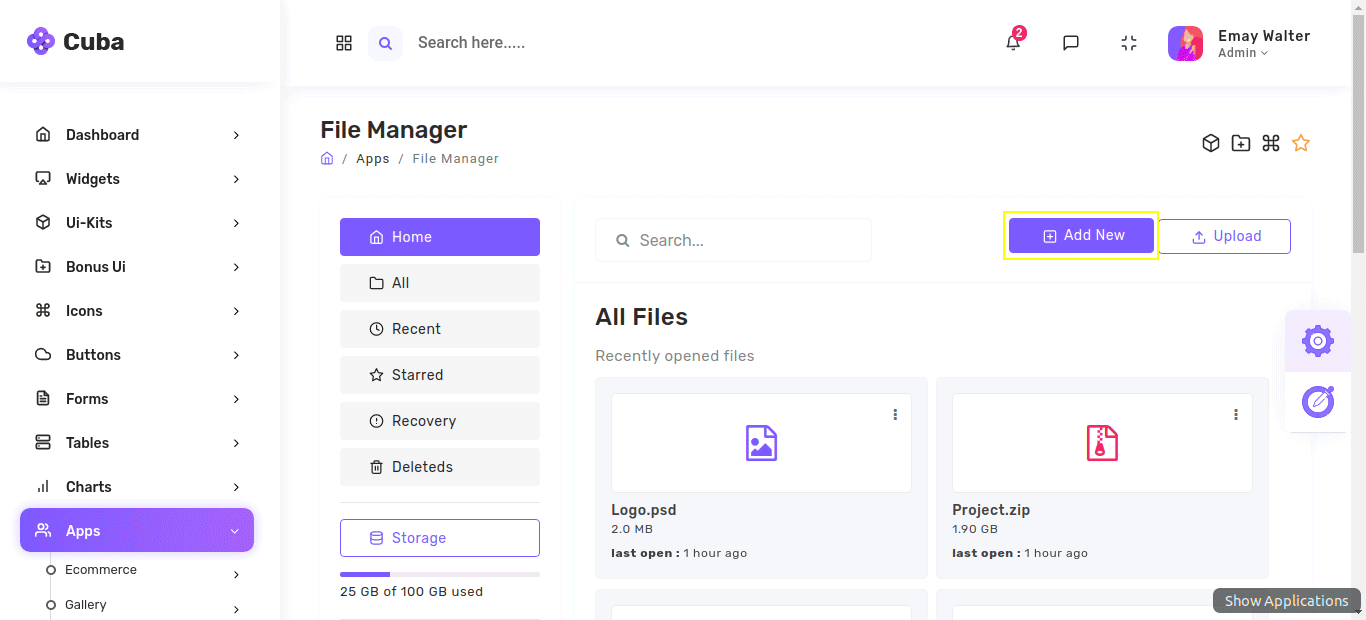 Cuba
Search here.....
2
Emay Walter
Admin
Dashboard
Widgets
Ui-Kits
Bonus Ui
Icons
Buttons
Forms
Tables
Charts
Apps
Ecommerce
Gallery
File Manager
/ Apps / File Manager
Home
All
Recent
Starred
Recovery
Deleteds
Storage
25 GB of 100 GB used
Search...
Add New
Upload
All Files
Recently opened files
Logo.psd
2.0 MB
last open : 1 hour ago
Project.zip
1.90 GB
last open : 1 hour ago
Show Applications